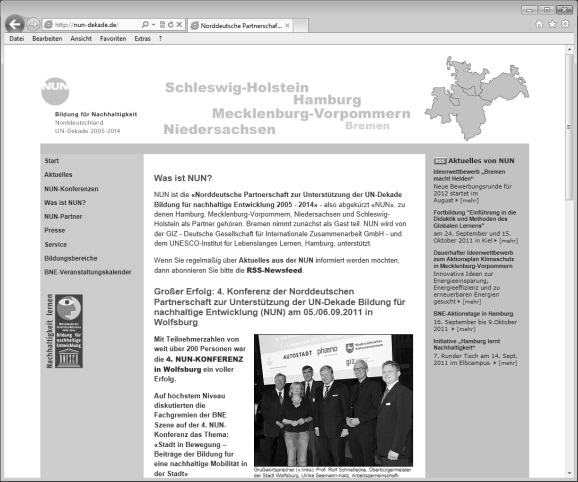 http://nun-dekade.de/
Norddeutsche Partnerschaf...
Datei Bearbeiten Ansicht Favoriten Extras ?
NUN
Bildung für Nachhaltigkeit
Norddeutschland
UN-Dekade 2005-2014
Schleswig-Holstein
Hamburg
Mecklenburg-Vorpommern
Niedersachsen
Bremen
Start
Aktuelles
NUN-Konferenzen
Was ist NUN?
NUN-Partner
Presse
Service
Bildungsbereiche
BNE-Veranstaltungskalender
Nachhaltigkeit lernen
Bildung für
nachhaltige
Entwicklung
Was ist NUN?
NUN ist die «Norddeutsche Partnerschaft zur Unterstützung der UN-Dekade
Bildung für nachhaltige Entwicklung 2005 - 2014» - also abgekürzt «NUN», zu
denen Hamburg, Mecklenburg-Vorpommern, Niedersachsen und Schleswig-
Holstein als Partner gehören. Bremen nimmt zunächst als Gast teil. NUN wird von
der GIZ - Deutsche Gesellschaft für Internationale Zusammenarbeit GmbH - und
dem UNESCO-Institut für Lebenslanges Lernen, Hamburg, unterstützt.
Wenn Sie regelmäßig über Aktuelles aus der NUN informiert werden möchten,
dann abonnieren Sie bitte die RSS-Newsfeed.
Großer Erfolg: 4. Konferenz der Norddeutschen
Partnerschaft zur Unterstützung der UN-Dekade Bildung für
nachhaltige Entwicklung (NUN) am 05./06.09.2011 in
Wolfsburg
Mit Teilnehmerzahlen von
weit über 200 Personen war
die 4. NUN-KONFERENZ
in Wolfsburg ein voller
Erfolg.
Auf höchstem Niveau
diskutierten die
Fachgremien der BNE
Szene auf der 4. NUN-
Konferenz das Thema:
«Stadt in Bewegung –
Beiträge der Bildung für
eine nachhaltige Mobilität in
der Stadt»
AUTOSTADT phæno
giz
Grußwortsprecher (v.links): Prof. Rolf Schnellecke, Oberbürgermeister
der Stadt Wolfsburg, Ulrike Seemann-Katz, Arbeitsgemeinschaft
RSS Aktuelles von NUN
Ideenwettbewerb „Bremen
macht Helden"
Neue Bewerbungsrunde für
2012 startet im
August [mehr]
Fortbildung "Einführung in die
Didaktik und Methoden des
Globalen Lernens"
am 24. September und 15.
Oktober 2011 in Kiel [mehr]
Dauerhafter Ideenwettbewerb
zum Aktionsplan Klimaschutz
in Mecklenburg-Vorpommern
Innovative Ideen zur
Energieeinsparung,
Energieeffizienz und zu
erneuerbaren Energien
gesucht [mehr]
BNE-Aktionstage in Hamburg
16. September bis 9.Oktober
2011 [mehr]
Initiative „Hamburg lernt
Nachhaltigkeit"
7. Runder Tisch am 14. Sept.
2011 im Elbcampus [mehr]